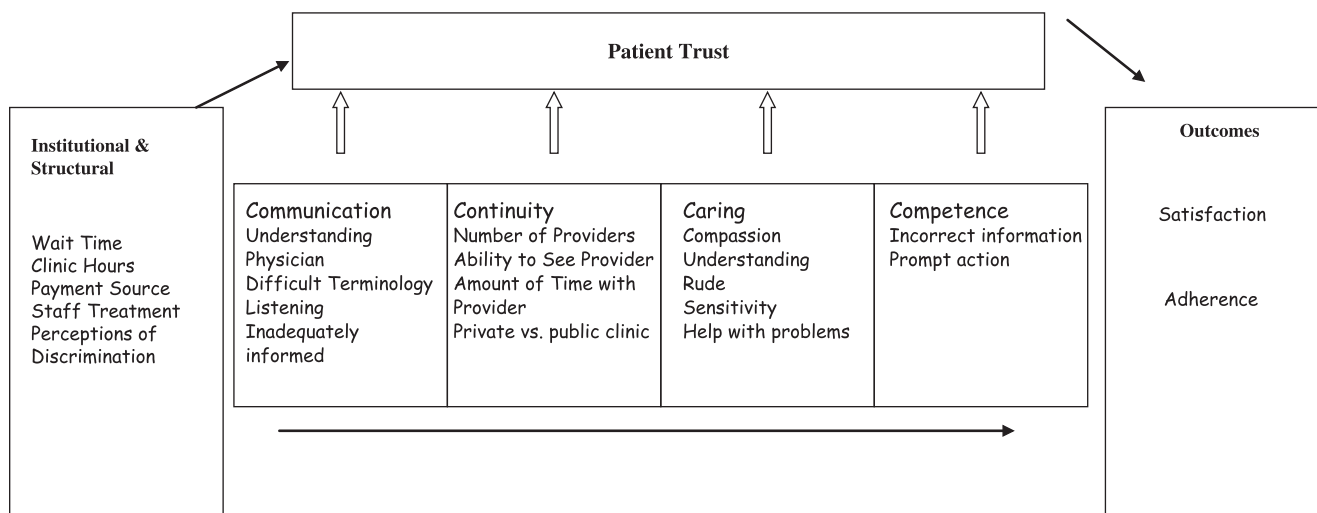 Patient Trust
Institutional &
Structural
Wait Time
Clinic Hours
Payment Source
Staff Treatment
Perceptions of
Discrimination
Communication
Understanding
Physician
Difficult Terminology
Listening
Inadequately
informed
Continuity
Number of Providers
Ability to See Provider
Amount of Time with
Provider
Private vs. public clinic
Caring
Compassion
Understanding
Rude
Sensitivity
Help with problems
Competence
Incorrect information
Prompt action
Outcomes
Satisfaction
Adherence